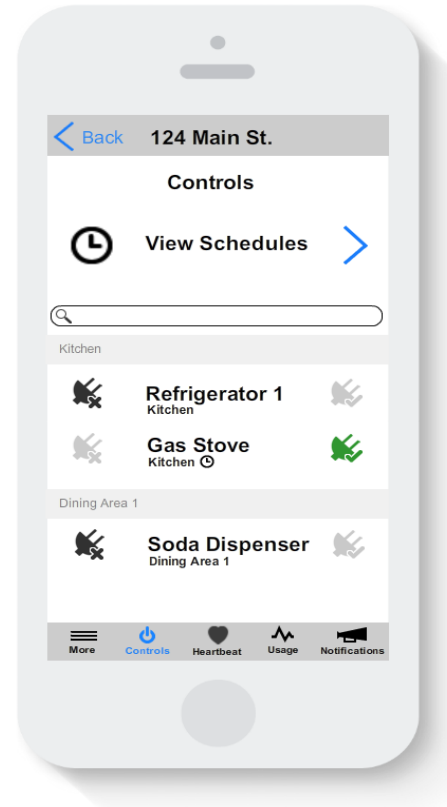 Back 124 Main St.
Controls
View Schedules
Kitchen
Refrigerator 1
Kitchen
Gas Stove
Kitchen
Dining Area 1
Soda Dispenser
Dining Area 1
More Controls Heartbeat Usage Notifications